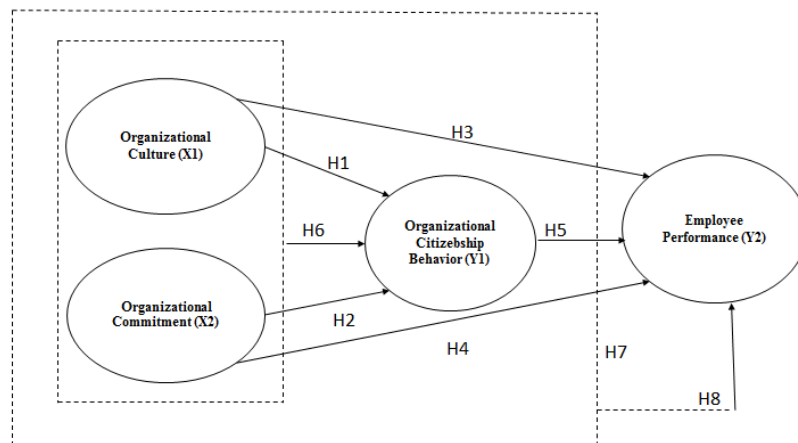 Organizational
Culture (X1)
H3
H1
Organizational
Citizebship
Behavior (Y1)
Employee
Performance (Y2)
H6
H5
Organizational
Commitment (X2)
H2
H4
H7
H8